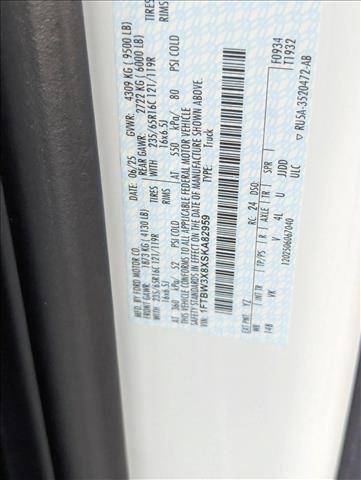 MFD. BY FORD MOTOR CO.
DATE: 06/25 GVWR: 4309 KG ( 9500 LB)
FRONT GAWR: 1873 KG ( 4130 LB) REAR GAWR: 2722 KG ( 6000 LB)
WITH 235/65R16C 121/119R TIRES WITH 235/65R16C 121/119R TIRES
16x6.5J RIMS 16x6.5J RIMS
AT 360 kPa/ 52 PSI COLD AT 550 kPa/ 80 PSI COLD
THIS VEHICLE CONFORMS TO ALL APPLICABLE FEDERAL MOTOR VEHICLE
SAFETY STANDARDS IN EFFECT ON THE DATE OF MANUFACTURE SHOWN ABOVE.
VIN: 1FTBW3X8XSKA82959
TYPE: Truck
F0934
T1932
EXT PNT: YZ RC: 24 DSO:
WB INT TR TP/PS R AXLE TR SPR
148 VK V 4L U JJDD
1202506067040 ULC
RU5A-3520472-AB